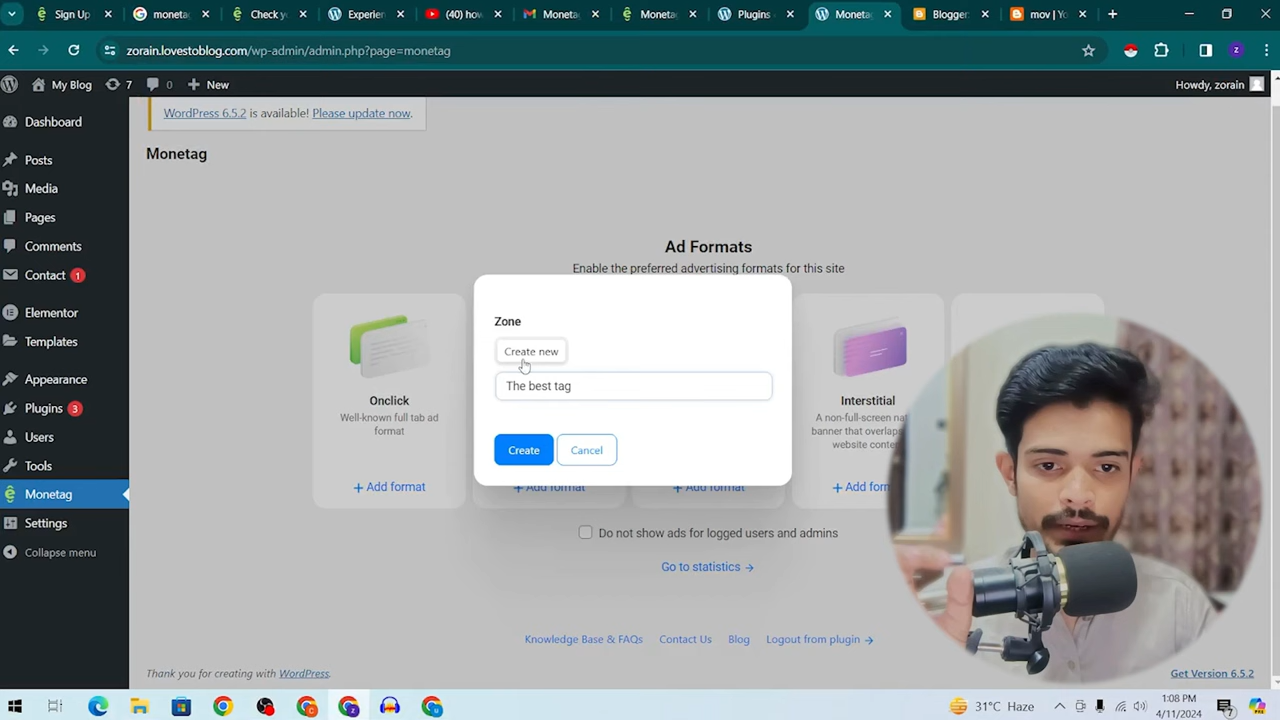 Sign Up
monetag
Check yo
Experien
(40) how
Moneta
Monetag
Plugins
Monetag
Blogger:
mov | Yo
zorain.lovestoblog.com/wp-admin/admin.php?page=monetag
My Blog
7
0
New
Howdy, zorain
WordPress 6.5.2 is available! Please update now.
Monetag
Dashboard
Posts
Media
Pages
Comments
Contact 1
Elementor
Templates
Appearance
Plugins 3
Users
Tools
Monetag
Settings
Collapse menu
Ad Formats
Enable the preferred advertising formats for this site
Zone
Create new
The best tag
Create
Cancel
Onclick
Well-known full tab ad
format
+ Add format
Interstitial
A non-full-screen
banner that overlaps
website
+ Add format
+ Add format
+ Add
Do not show ads for logged users and admins
Go to statistics →
Knowledge Base & FAQs
Contact Us
Blog
Logout from plugin →
Thank you for creating with WordPress.
Get Version 6.5.2
31°C Haze
1:08 PM
4/11/2024